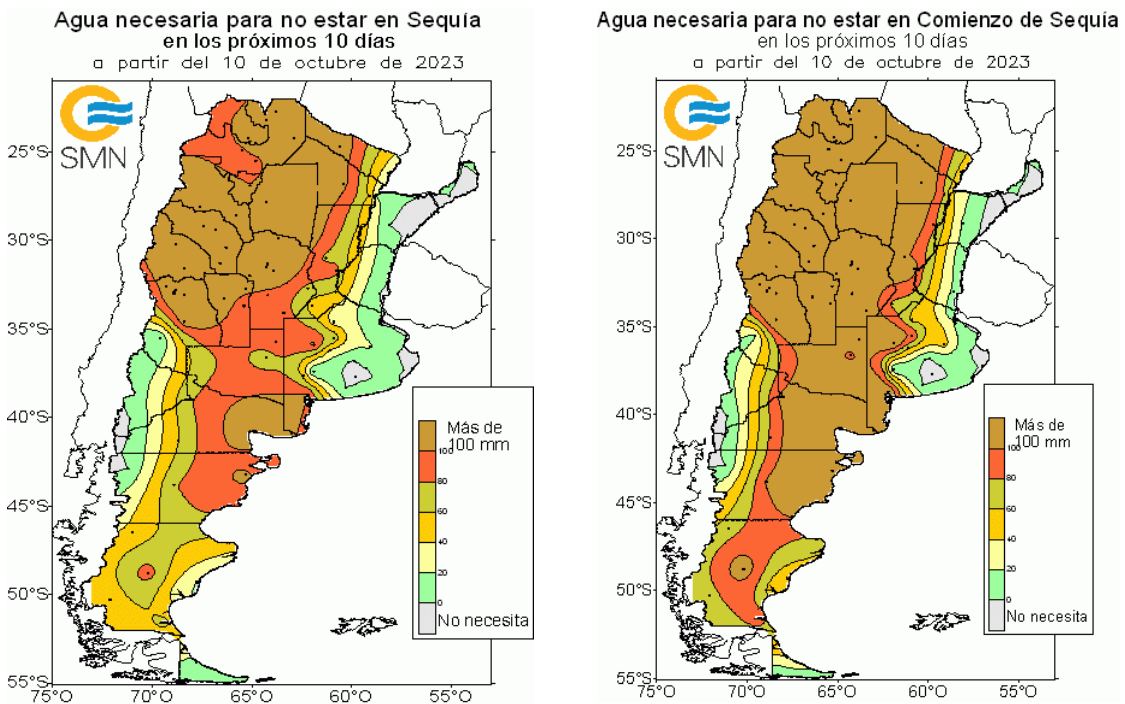 Agua necesaria para no estar en Sequía
en los próximos 10 días
a partir del 10 de octubre de 2023
SMN
25°S
30°S
35°S
40°S
45°S
50°S
55°S
75°O
70°O
65°O
60°O
55°O
Más de
100 mm
100
80
60
40
20
0
No necesita
Agua necesaria para no estar en Comienzo de Sequía
en los próximos 10 días
a partir del 10 de octubre de 2023
SMN
25°S
30°S
35°S
40°S
45°S
50°S
55°S
75°O
70°O
65°O
60°O
55°O
Más de
100 mm
100
80
60
40
20
0
No necesita